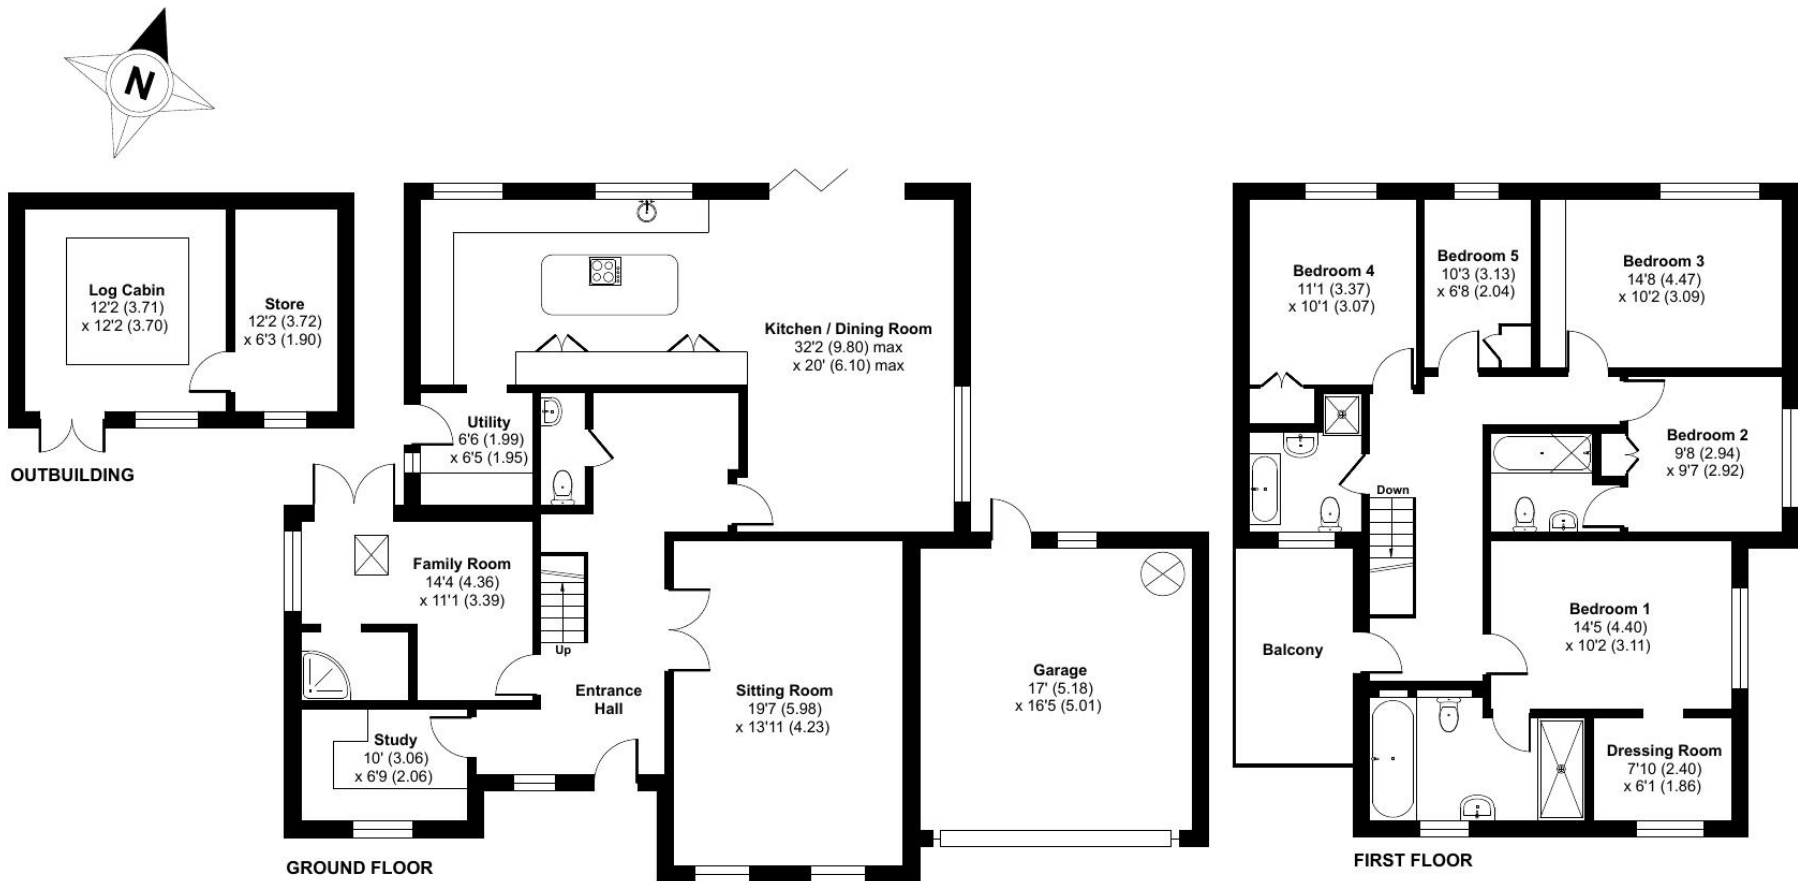 N
Log Cabin
12'2 (3.71)
x 12'2 (3.70)
Store
12'2 (3.72)
x 6'3 (1.90)
OUTBUILDING
Kitchen / Dining Room
32'2 (9.80) max
x 20' (6.10) max
Utility
6'6 (1.99)
x 6'5 (1.95)
Family Room
14'4 (4.36)
x 11'1 (3.39)
Up
Entrance
Hall
Study
10' (3.06)
x 6'9 (2.06)
Sitting Room
19'7 (5.98)
x 13'11 (4.23)
Garage
17' (5.18)
x 16'5 (5.01)
GROUND FLOOR
Bedroom 4
11'1 (3.37)
x 10'1 (3.07)
Bedroom 5
10'3 (3.13)
x 6'8 (2.04)
Bedroom 3
14'8 (4.47)
x 10'2 (3.09)
Bedroom 2
9'8 (2.94)
x 9'7 (2.92)
Down
Bedroom 1
14'5 (4.40)
x 10'2 (3.11)
Balcony
Dressing Room
7'10 (2.40)
x 6'1 (1.86)
FIRST FLOOR